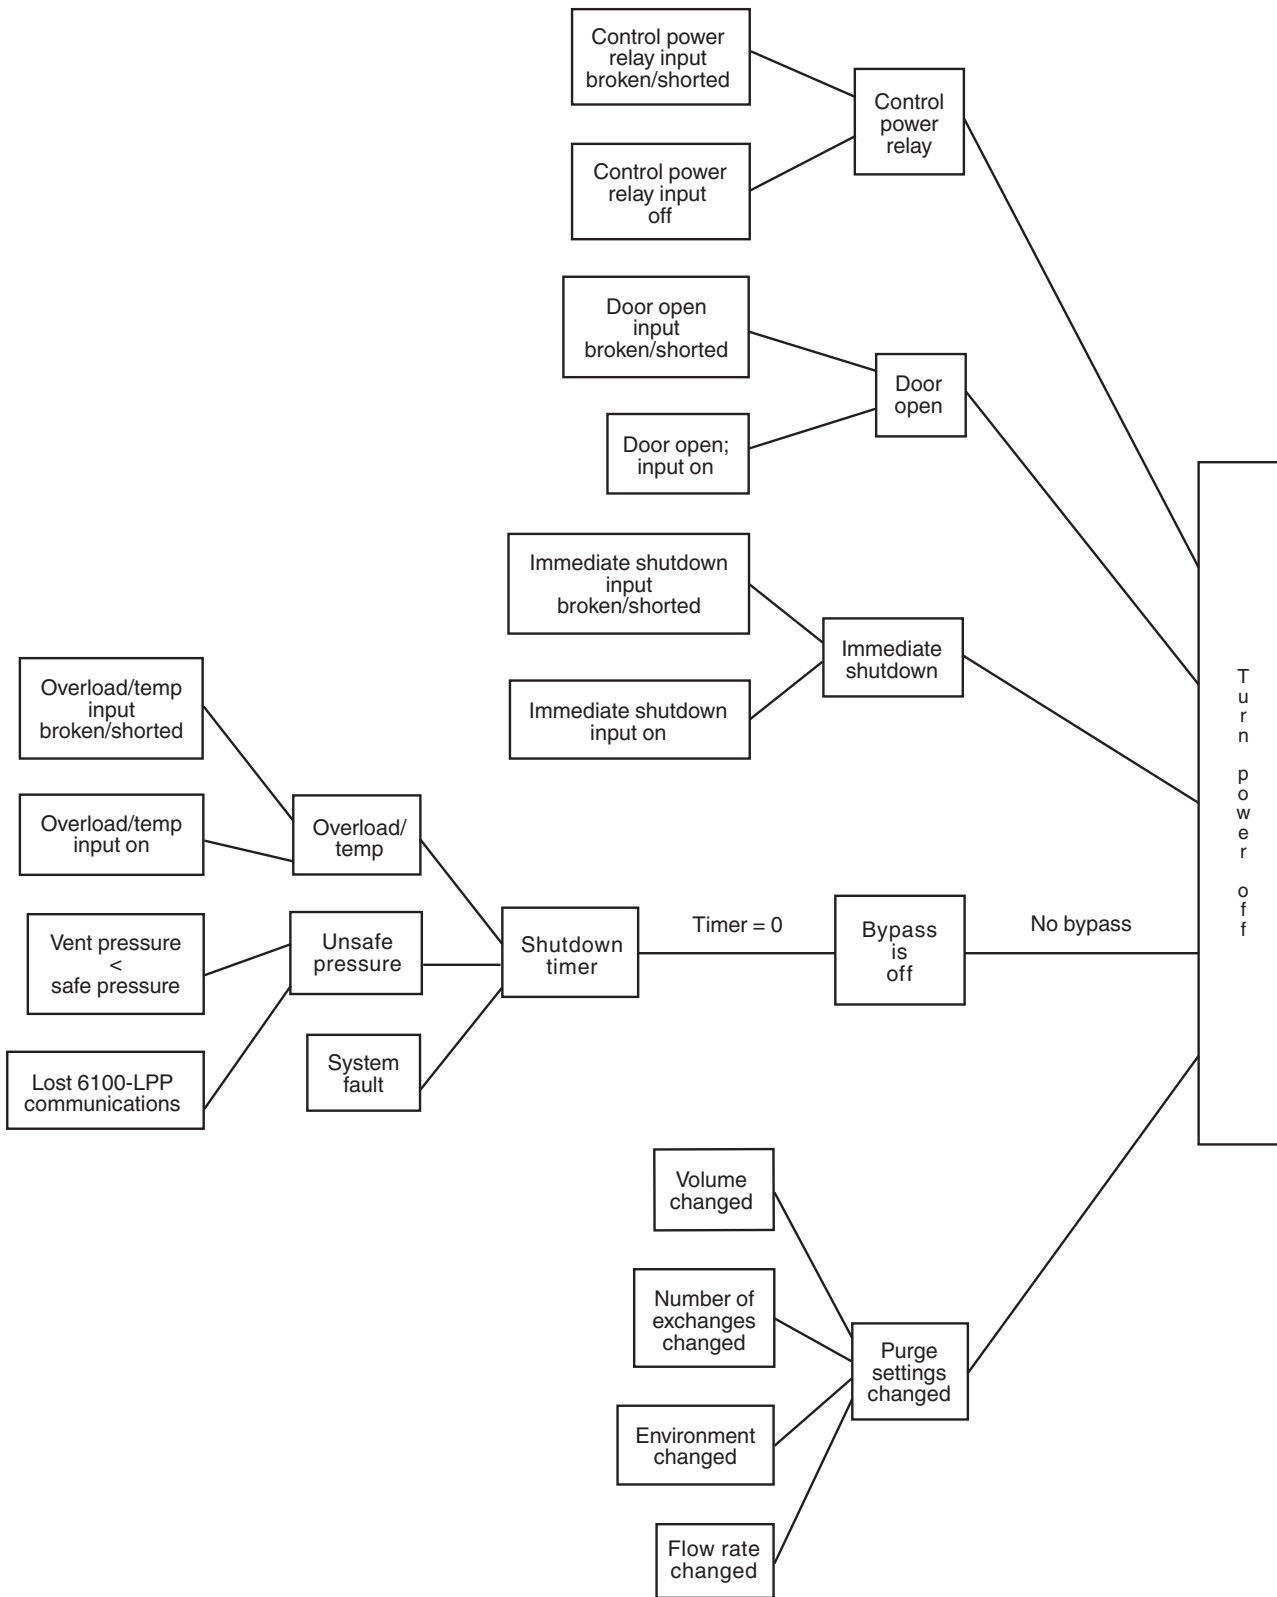 Control power
relay input
broken/shorted
Control
power
relay
Control power
relay input
off
Door open
input
broken/shorted
Door
open
Door open;
input on
Immediate shutdown
input
broken/shorted
Immediate
shutdown
Immediate shutdown
input on
Turn power off
Overload/temp
input
broken/shorted
Overload/temp
input on
Overload/
temp
Vent pressure
<
safe pressure
Unsafe
pressure
Shutdown
timer
Timer = 0
Bypass
is
off
No bypass
Lost 6100-LPP
communications
System
fault
Volume
changed
Number of
exchanges
changed
Purge
settings
changed
Environment
changed
Flow rate
changed